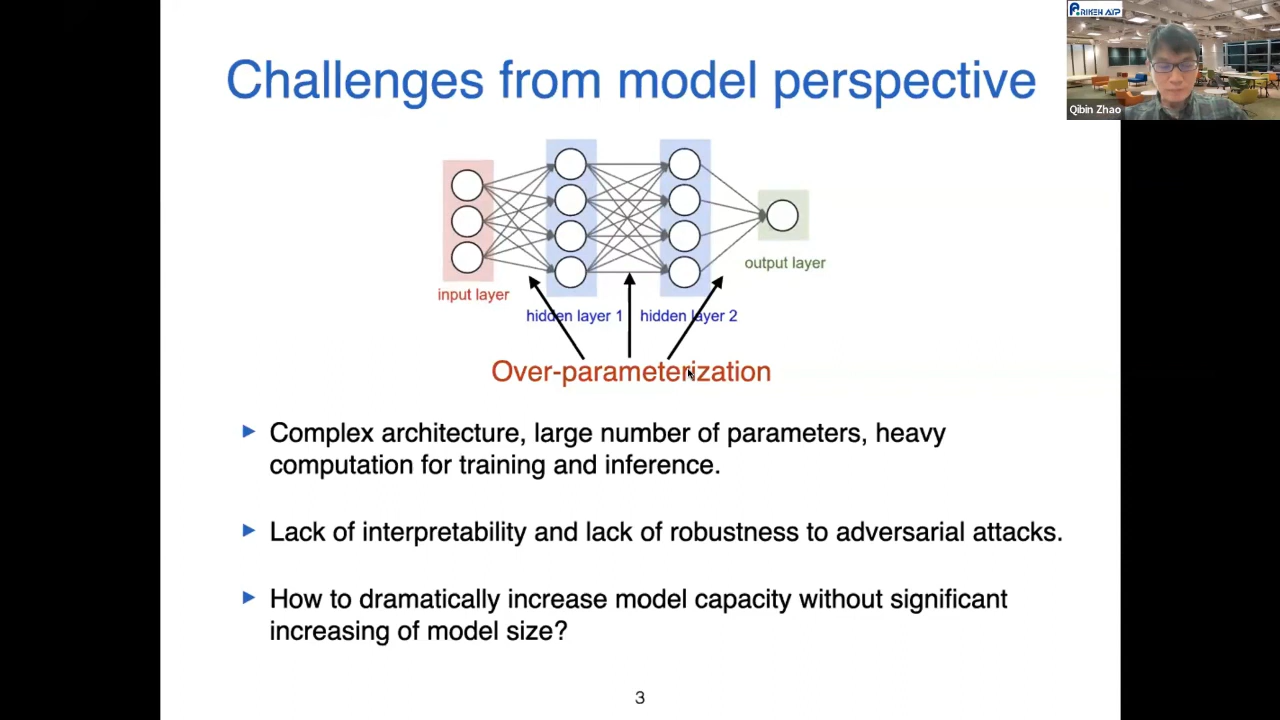 Challenges from model perspective
RIKEN AIP
Qibin Zhao
input layer
hidden layer 1
hidden layer 2
output layer
Over-parameterization
Complex architecture, large number of parameters, heavy
computation for training and inference.
Lack of interpretability and lack of robustness to adversarial attacks.
How to dramatically increase model capacity without significant
increasing of model size?
3